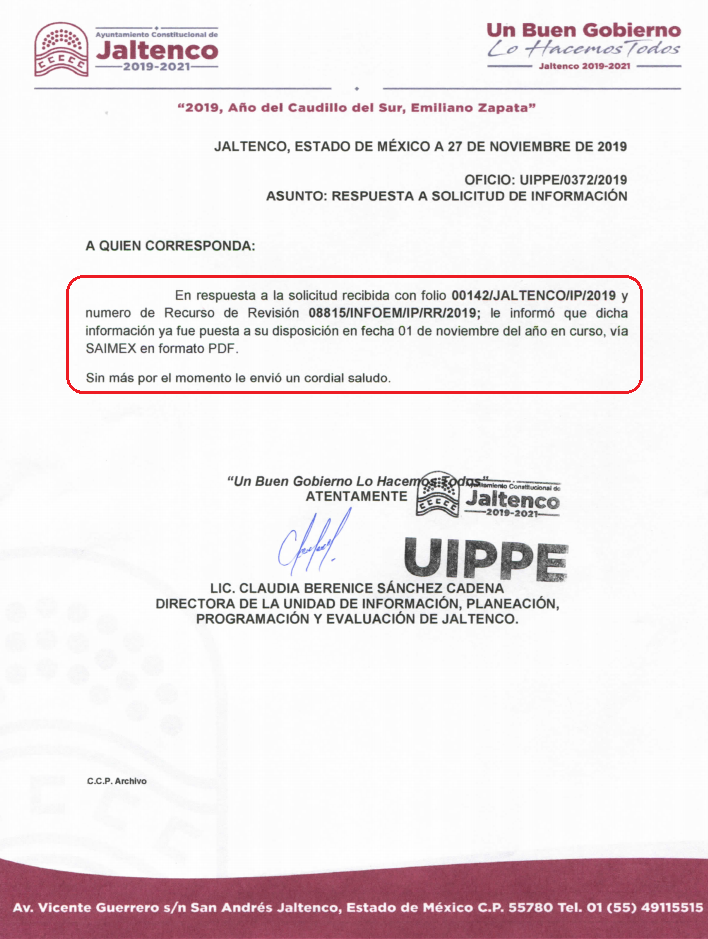 Ayuntamiento Constitucional de
Jaltenco
2019-2021
Un Buen Gobierno
Lo Hacemos Todos
Jaltenco 2019-2021
"2019, Año del Caudillo del Sur, Emiliano Zapata"
JALTENCO, ESTADO DE MÉXICO A 27 DE NOVIEMBRE DE 2019
OFICIO: UIPPE/0372/2019
ASUNTO: RESPUESTA A SOLICITUD DE INFORMACIÓN
A QUIEN CORRESPONDA:
En respuesta a la solicitud recibida con folio 00142/JALTENCO/IP/2019 y
numero de Recurso de Revisión 08815/INFOEM/IP/RR/2019; le informó que dicha
información ya fue puesta a su disposición en fecha 01 de noviembre del año en curso, vía
SAIMEX en formato PDF.
Sin más por el momento le envió un cordial saludo.
"Un Buen Gobierno Lo Hacemos Todos"
ATENTAMENTE
Ayuntamiento Constitucional de
Jaltenco
2019-2021
UIPPE
LIC. CLAUDIA BERENICE SÁNCHEZ CADENA
DIRECTORA DE LA UNIDAD DE INFORMACIÓN, PLANEACIÓN,
PROGRAMACIÓN Y EVALUACIÓN DE JALTENCO.
C.C.P. Archivo
Av. Vicente Guerrero s/n San Andrés Jaltenco, Estado de México C.P. 55780 Tel. 01 (55) 49115515